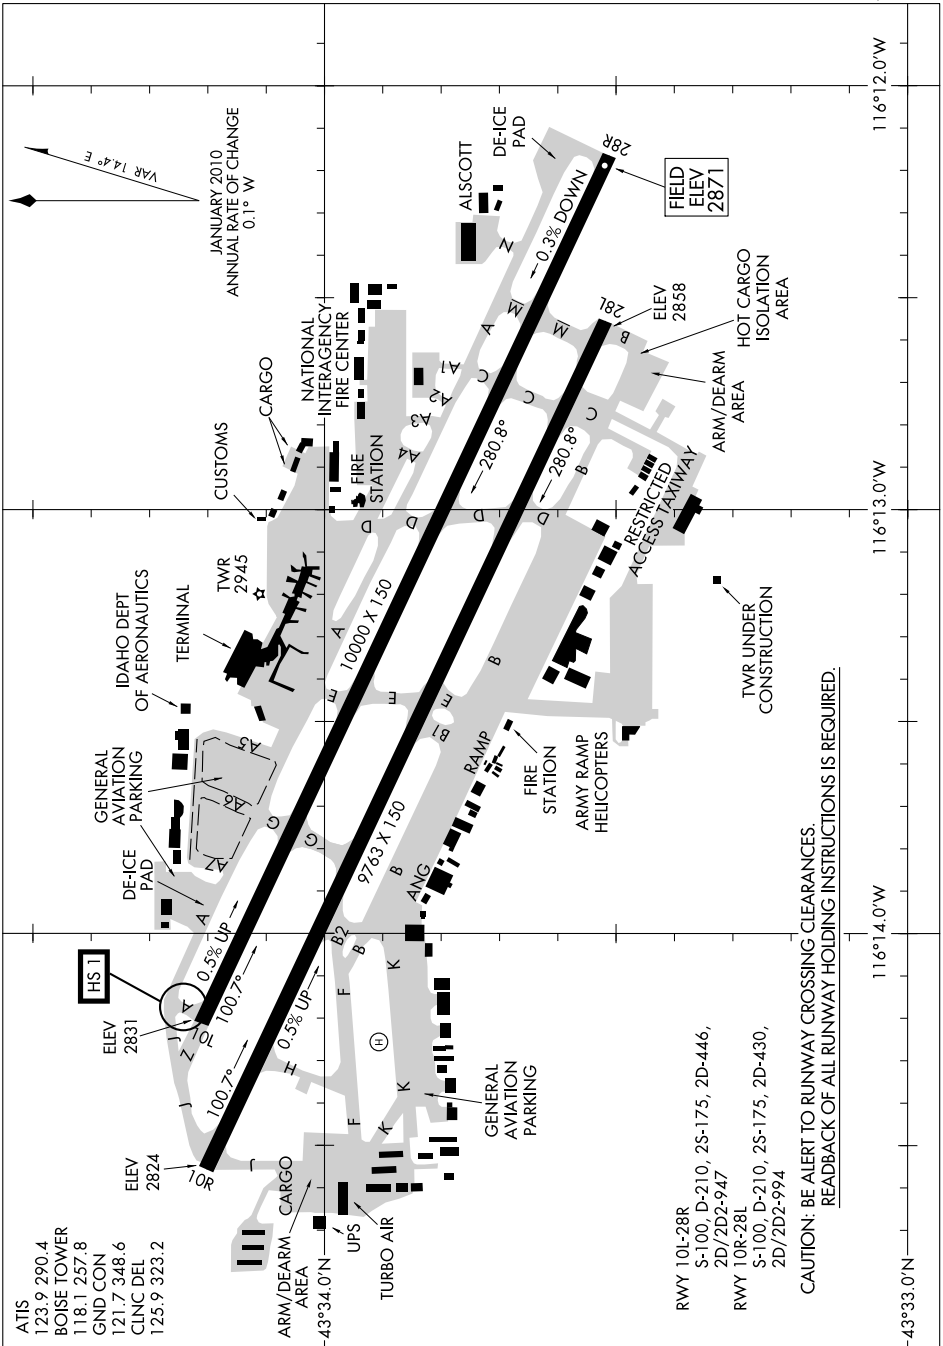 ATIS
123.9 290.4
BOISE TOWER
118.1 257.8
GND CON
121.7 348.6
CLNC DEL
125.9 323.2
VAR 14.4° E
JANUARY 2010
ANNUAL RATE OF CHANGE
0.1° W
116°12.0'W
116°13.0'W
116°14.0'W
43°34.0'N
43°33.0'N
ALSCOTT
DE-ICE
PAD
28R
FIELD
ELEV
2871
0.3% DOWN
N
28L
ELEV
2858
HOT CARGO
ISOLATION
AREA
ARM/DEARM
AREA
M
M
B
A
A1
A2
A3
A4
C
C
C
NATIONAL
INTERAGENCY
FIRE CENTER
CARGO
CUSTOMS
FIRE
STATION
280.8°
280.8°
B
D
D
D
D
RESTRICTED
ACCESS TAXIWAY
TWR
2945
IDAHO DEPT
OF AERONAUTICS
TERMINAL
A
10000 X 150
TWR UNDER
CONSTRUCTION
E
E
E
B
B1
A5
A6
A7
GENERAL
AVIATION
PARKING
RAMP
FIRE
STATION
ARMY RAMP
HELICOPTERS
G
G
9763 X 150
B
ANG
DE-ICE
PAD
A
0.5% UP
100.7°
HS 1
A
10L
ELEV
2831
J
Z
J
B2
B
K
F
0.5% UP
H
100.7°
H
K
GENERAL
AVIATION
PARKING
F
K
J
10R
ELEV
2824
CARGO
ARM/DEARM
AREA
UPS
TURBO AIR
RWY 10L-28R
S-100, D-210, 2S-175, 2D-446,
2D/2D2-947
RWY 10R-28L
S-100, D-210, 2S-175, 2D-430,
2D/2D2-994
CAUTION: BE ALERT TO RUNWAY CROSSING CLEARANCES.
READBACK OF ALL RUNWAY HOLDING INSTRUCTIONS IS REQUIRED.